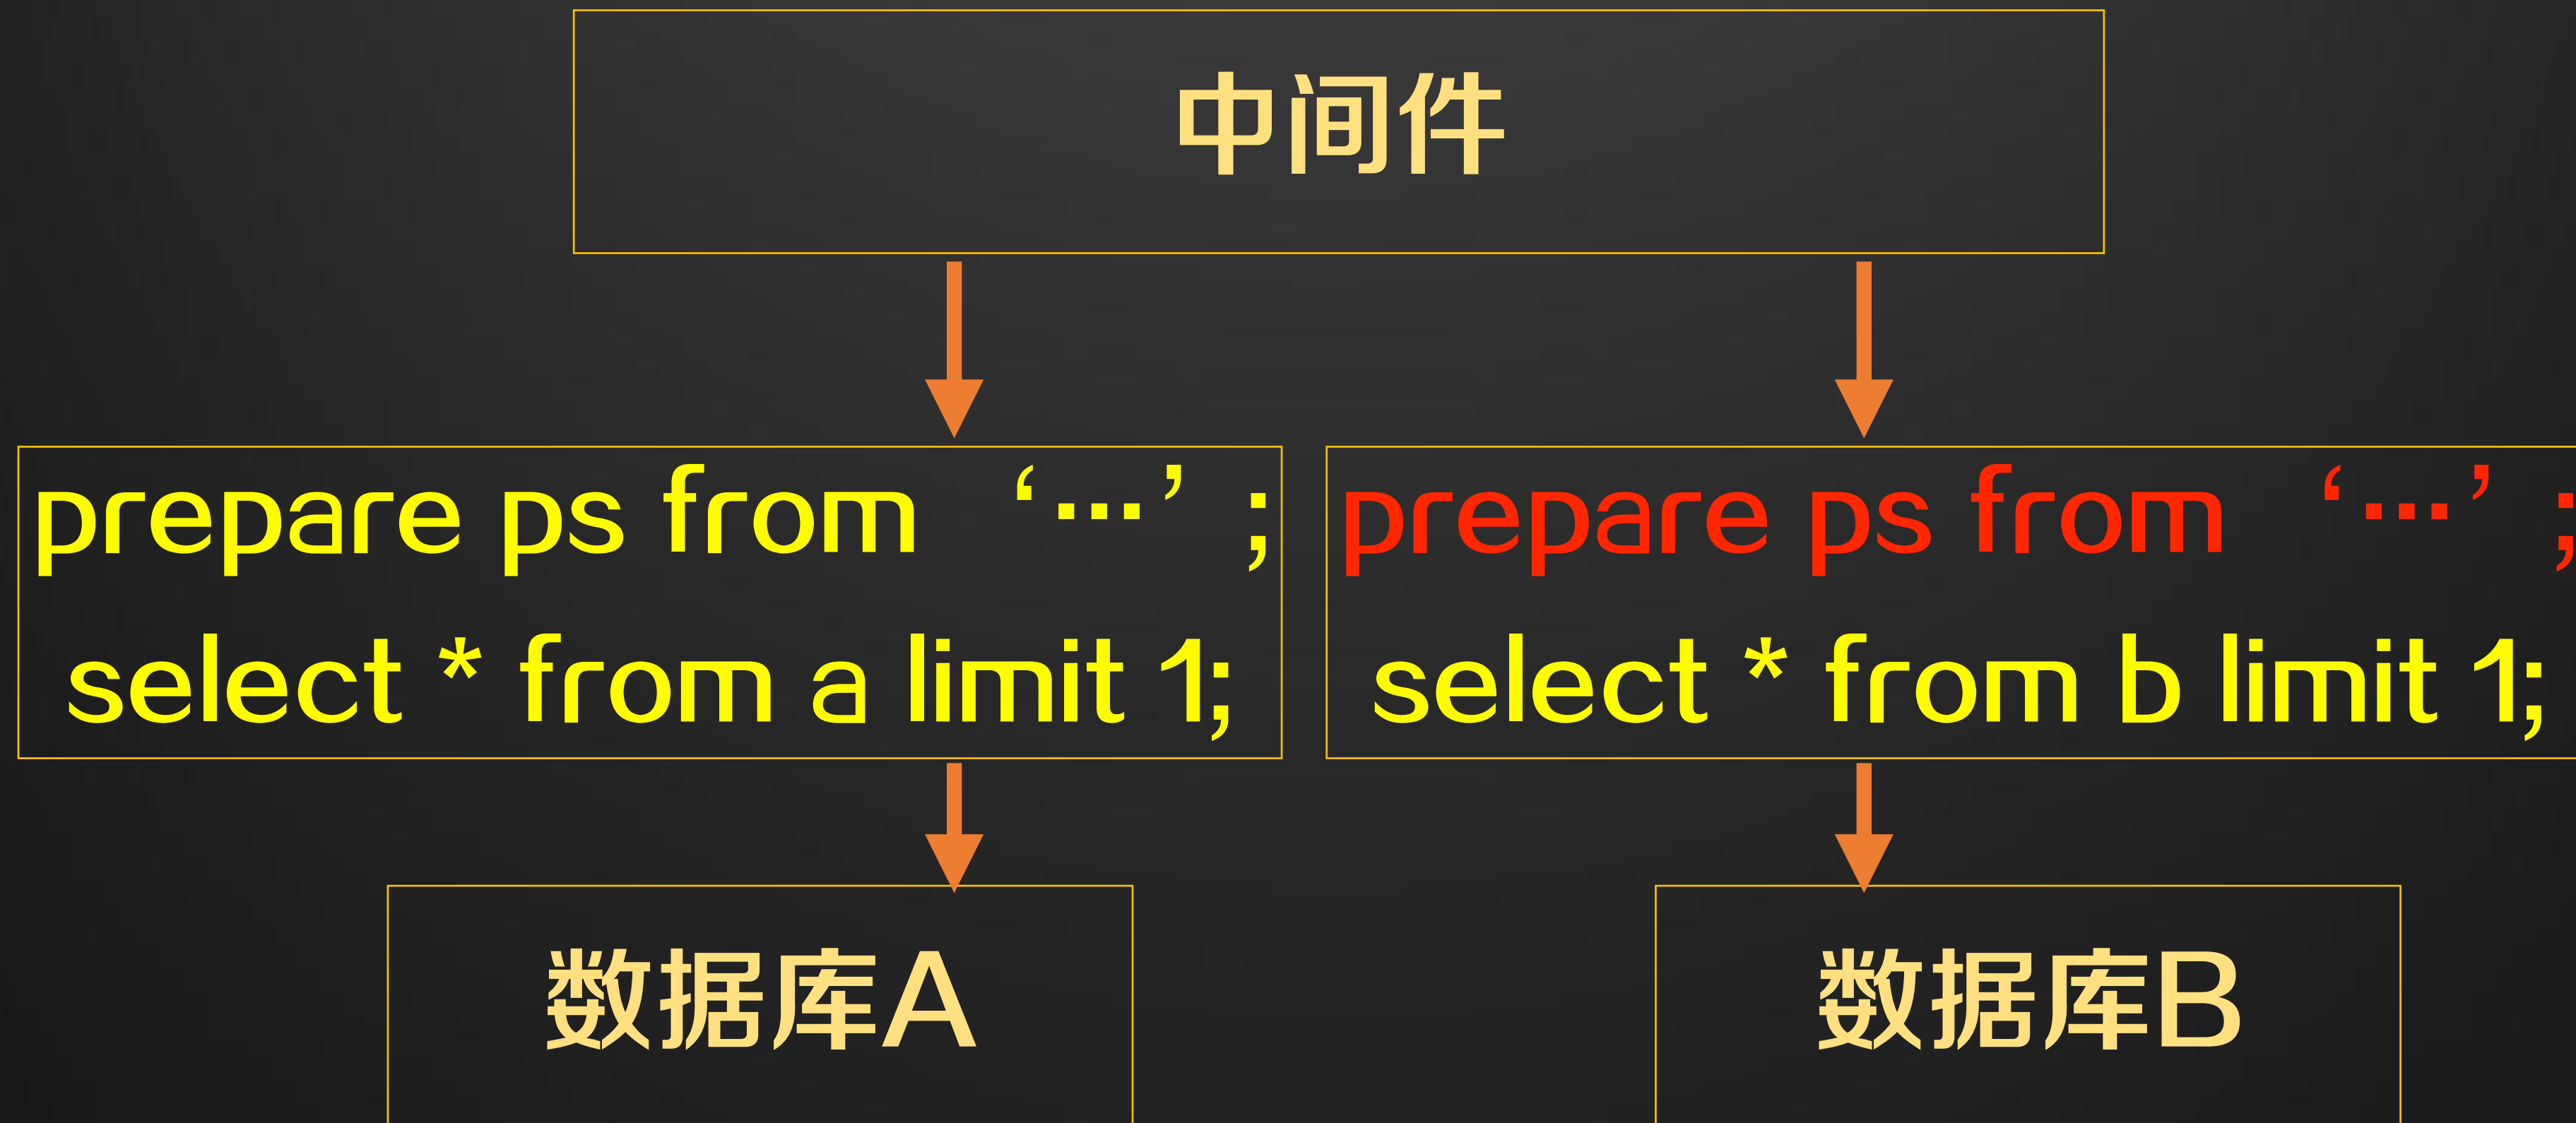 中间件
prepare ps from ‘…’ ;
select * from a limit 1;
prepare ps from ‘…’ ;
select * from b limit 1;
数据库A
数据库B